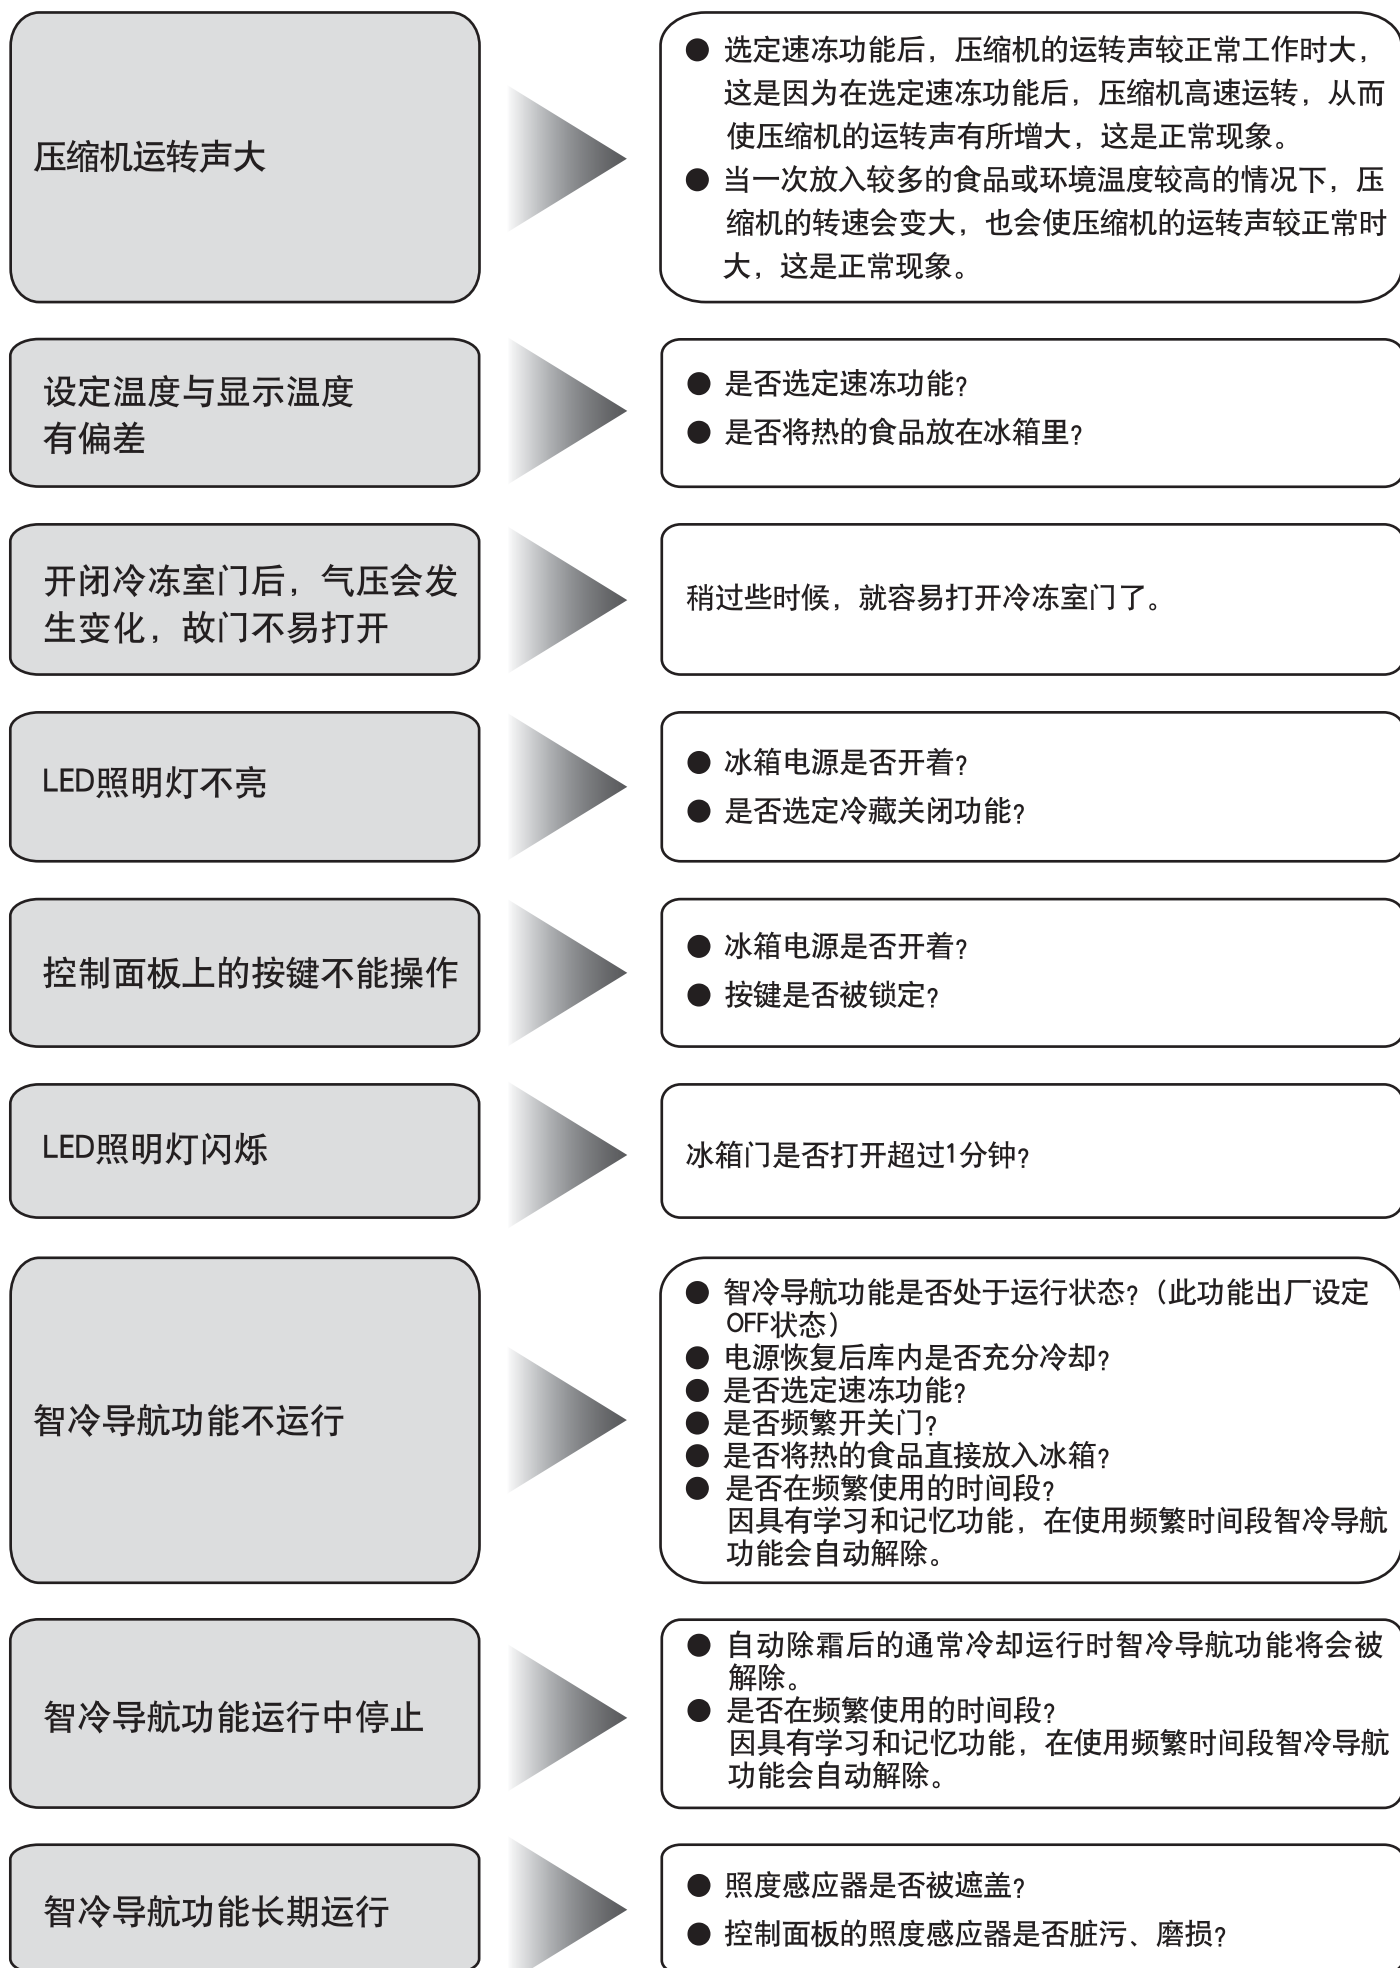 压缩机运转声大
● 选定速冻功能后，压缩机的运转声较正常工作时大，
这是因为在选定速冻功能后，压缩机高速运转，从而
使压缩机的运转声有所增大，这是正常现象。
● 当一次放入较多的食品或环境温度较高的情况下，压
缩机的转速会变大，也会使压缩机的运转声较正常时
大，这是正常现象。
设定温度与显示温度
有偏差
● 是否选定速冻功能?
● 是否将热的食品放在冰箱里?
开闭冷冻室门后，气压会发
生变化，故门不易打开
稍过些时候，就容易打开冷冻室门了。
LED照明灯不亮
● 冰箱电源是否开着?
● 是否选定冷藏关闭功能?
控制面板上的按键不能操作
● 冰箱电源是否开着?
● 按键是否被锁定?
LED照明灯闪烁
冰箱门是否打开超过1分钟?
智冷导航功能不运行
● 智冷导航功能是否处于运行状态?（此功能出厂设定
OFF状态）
● 电源恢复后库内是否充分冷却?
● 是否选定速冻功能?
● 是否频繁开关门?
● 是否将热的食品直接放入冰箱?
● 是否在频繁使用的时间段?
因具有学习和记忆功能，在使用频繁时间段智冷导航
功能会自动解除。
智冷导航功能运行中停止
● 自动除霜后的通常冷却运行时智冷导航功能将会被
解除。
● 是否在频繁使用的时间段?
因具有学习和记忆功能，在使用频繁时间段智冷导航
功能会自动解除。
智冷导航功能长期运行
● 照度感应器是否被遮盖?
● 控制面板的照度感应器是否脏污、磨损?